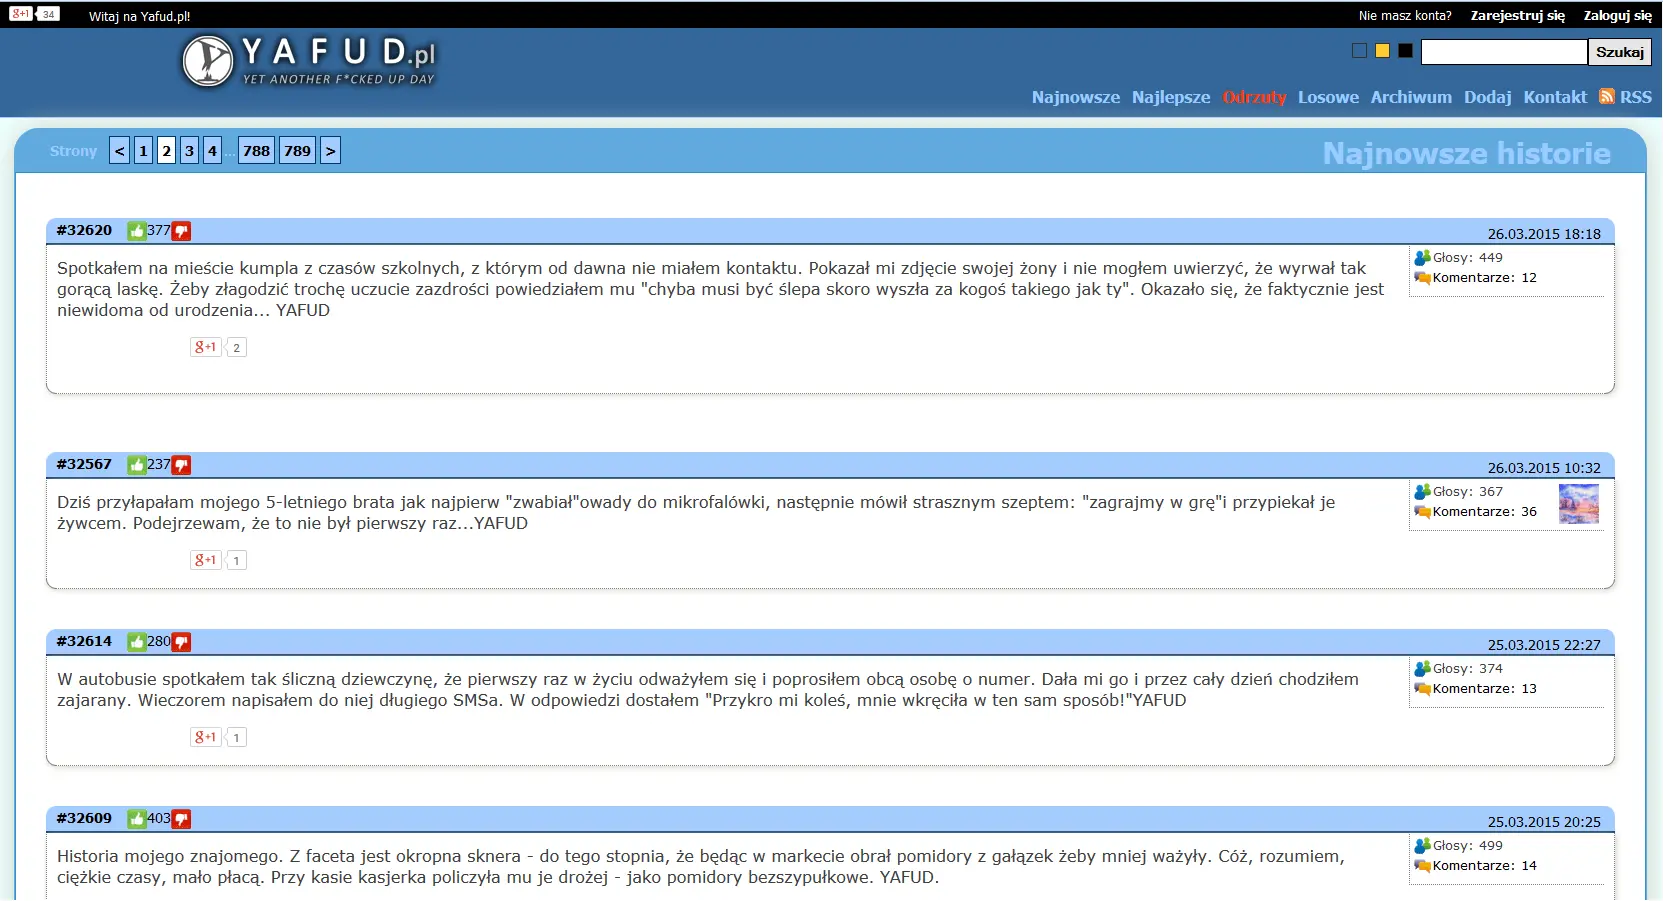 g+1 34 Witaj na Yafud.pl! Nie masz konta? Zarejestruj się Zaloguj się
YAFUD.pl
YET ANOTHER F*CKED UP DAY
Szukaj
Najnowsze Najlepsze Odrzuty Losowe Archiwum Dodaj Kontakt RSS
Strony < 1 2 3 4 ... 788 789 > Najnowsze historie
#32620 377 26.03.2015 18:18
Głosy: 449
Komentarze: 12
Spotkałem na mieście kumpla z czasów szkolnych, z którym od dawna nie miałem kontaktu. Pokazał mi zdjęcie swojej żony i nie mogłem uwierzyć, że wyrwał tak
gorącą laskę. Żeby złagodzić trochę uczucie zazdrości powiedziałem mu "chyba musi być ślepa skoro wyszła za kogoś takiego jak ty". Okazało się, że faktycznie jest
niewidoma od urodzenia... YAFUD
g+1 2
#32567 237 26.03.2015 10:32
Głosy: 367
Komentarze: 36
Dziś przyłapałam mojego 5-letniego brata jak najpierw "zwabiał"owady do mikrofalówki, następnie mówił strasznym szeptem: "zagrajmy w grę"i przypiekał je
żywcem. Podejrzewam, że to nie był pierwszy raz...YAFUD
g+1 1
#32614 280 25.03.2015 22:27
Głosy: 374
Komentarze: 13
W autobusie spotkałem tak śliczną dziewczynę, że pierwszy raz w życiu odważyłem się i poprosiłem obcą osobę o numer. Dała mi go i przez cały dzień chodziłem
zajarany. Wieczorem napisałem do niej długiego SMSa. W odpowiedzi dostałem "Przykro mi koleś, mnie wkręciła w ten sam sposób!"YAFUD
g+1 1
#32609 403 25.03.2015 20:25
Głosy: 499
Komentarze: 14
Historia mojego znajomego. Z faceta jest okropna sknera - do tego stopnia, że będąc w markecie obrał pomidory z gałązek żeby mniej ważyły. Cóż, rozumiem,
ciężkie czasy, mało płacą. Przy kasie kasjerka policzyła mu je drożej - jako pomidory bezszypułkowe. YAFUD.